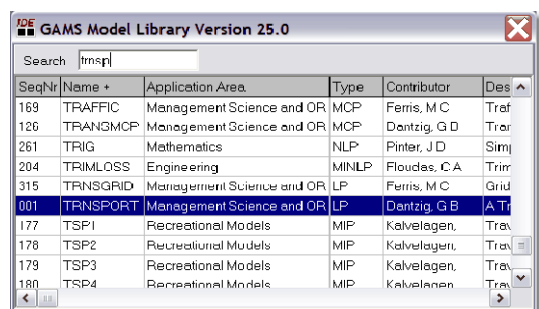 IDE GAMS Model Library Version 25.0
Search trnsp
SeqNr Name + Application Area Type Contributor Des
169 TRAFFIC Management Science and OR MCP Ferris, M C Traf
126 TRANSMCP Management Science and OR MCP Dantzig, G D Tran
261 TRIG Mathematics NLP Pinter, J D Simp
204 TRIMLOSS Engineering MINLP Floudas, C A Trim
315 TRNSGRID Management Science and OR LP Ferris, M C Grid
001 TRNSPORT Management Science and OR LP Dantzig, G B A Tr
177 TSP1 Recreational Models MIP Kalvelagen, Trav
178 TSP2 Recreational Models MIP Kalvelagen, Trav
179 TSP3 Recreational Models MIP Kalvelagen, Trav
180 TSP4 Recreational Models MIP Kalvelagen Trav